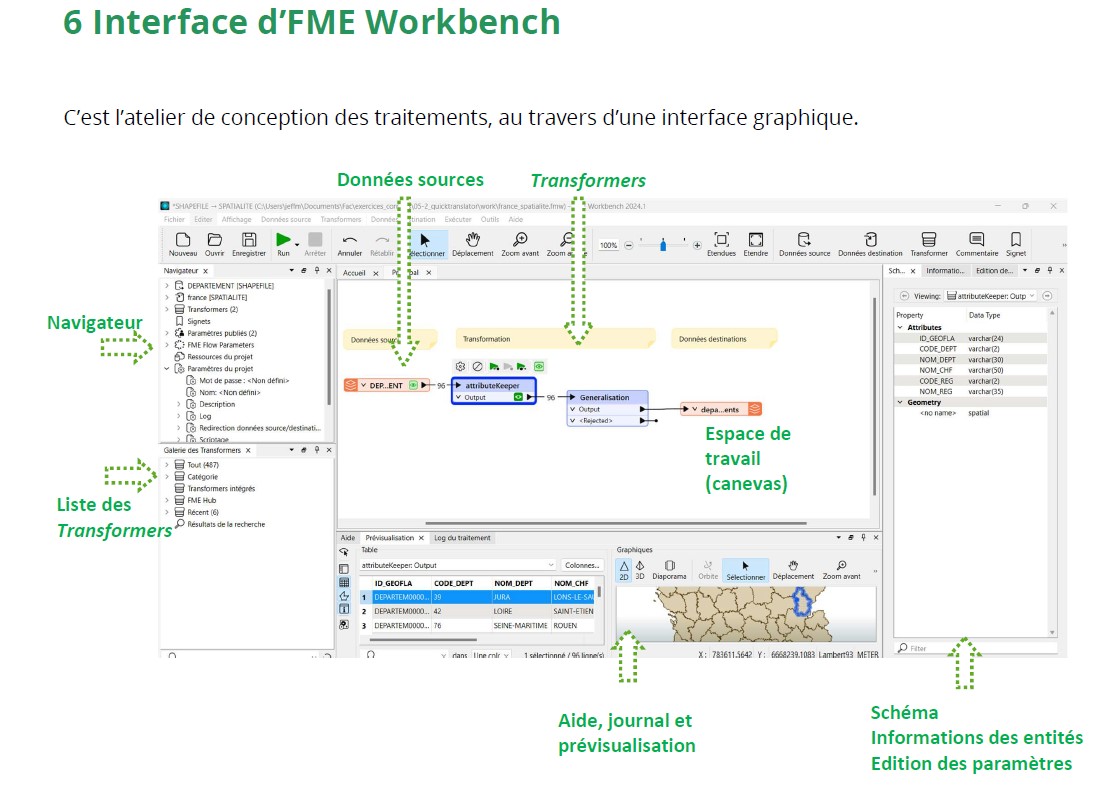 6 Interface d’FME Workbench
C’est l’atelier de conception des traitements, au travers d’une interface graphique.
Données sources
Transformers
*SHAPEFILE → SPATIALITE (C:\Users\jeffm\Documents\Fac\exercices_con \05-2_quicktranslator\work\france_spatialite.fmw) Workbench 2024.1
Fichier Editer Affichage Données source Transformers Données ination Exécuter Outils Aide
100%
Nouveau Ouvrir Enregistrer Run Arrêter Annuler Rétablir électionner Déplacement Zoom avant Zoom Etendues Etendre Données source Données destination Transformer Commentaire Signet
Navigateur
DEPARTEMENT [SHAPEFILE]
france [SPATIALITE]
Transformers (2)
Signets
Paramètres publiés (2)
FME Flow Parameters
Ressources du projet
Paramètres du projet
Mot de passe : <Non défini>
Nom: <Non défini>
Description
Log
Redirection données source/destinati...
Scriptage
Navigateur
Galerie des Transformers
Tout (487)
Catégorie
Transformers intégrés
FME Hub
Récent (6)
Résultats de la recherche
Liste des
Transformers
Accueil
Données sour
Transformation
Données destinations
DEP...ENT
96
attributeKeeper
Output
96
Generalisation
Output
<Rejected>
depa...ents
Espace de
travail
(canevas)
Sch... Informatio... Edition de...
Viewing: attributeKeeper: Outp
Property Data Type
Attributes
ID_GEOFLA varchar(24)
CODE_DEPT varchar(2)
NOM_DEPT varchar(30)
NOM_CHF varchar(50)
CODE_REG varchar(2)
NOM_REG varchar(35)
Geometry
<no name> spatial
Filter
Aide Prévisualisation Log du traitement
Table
attributeKeeper: Output Colonnes...
ID_GEOFLA CODE_DEPT NOM_DEPT NOM_CHF
1 DEPARTEM0000... 39 JURA LONS-LE-SAU
2 DEPARTEM0000... 42 LOIRE SAINT-ETIEN
3 DEPARTEM0000... 76 SEINE-MARITIME ROUEN
dans Une colc 1 sélectionné / 96 ligne(s)
Graphiques
2D 3D Diaporama Orbite Sélectionner Déplacement Zoom avant
X : 783611.5642 Y : 6668239.1083 Lambert93 METER
Aide, journal et
prévisualisation
Schéma
Informations des entités
Edition des paramètres